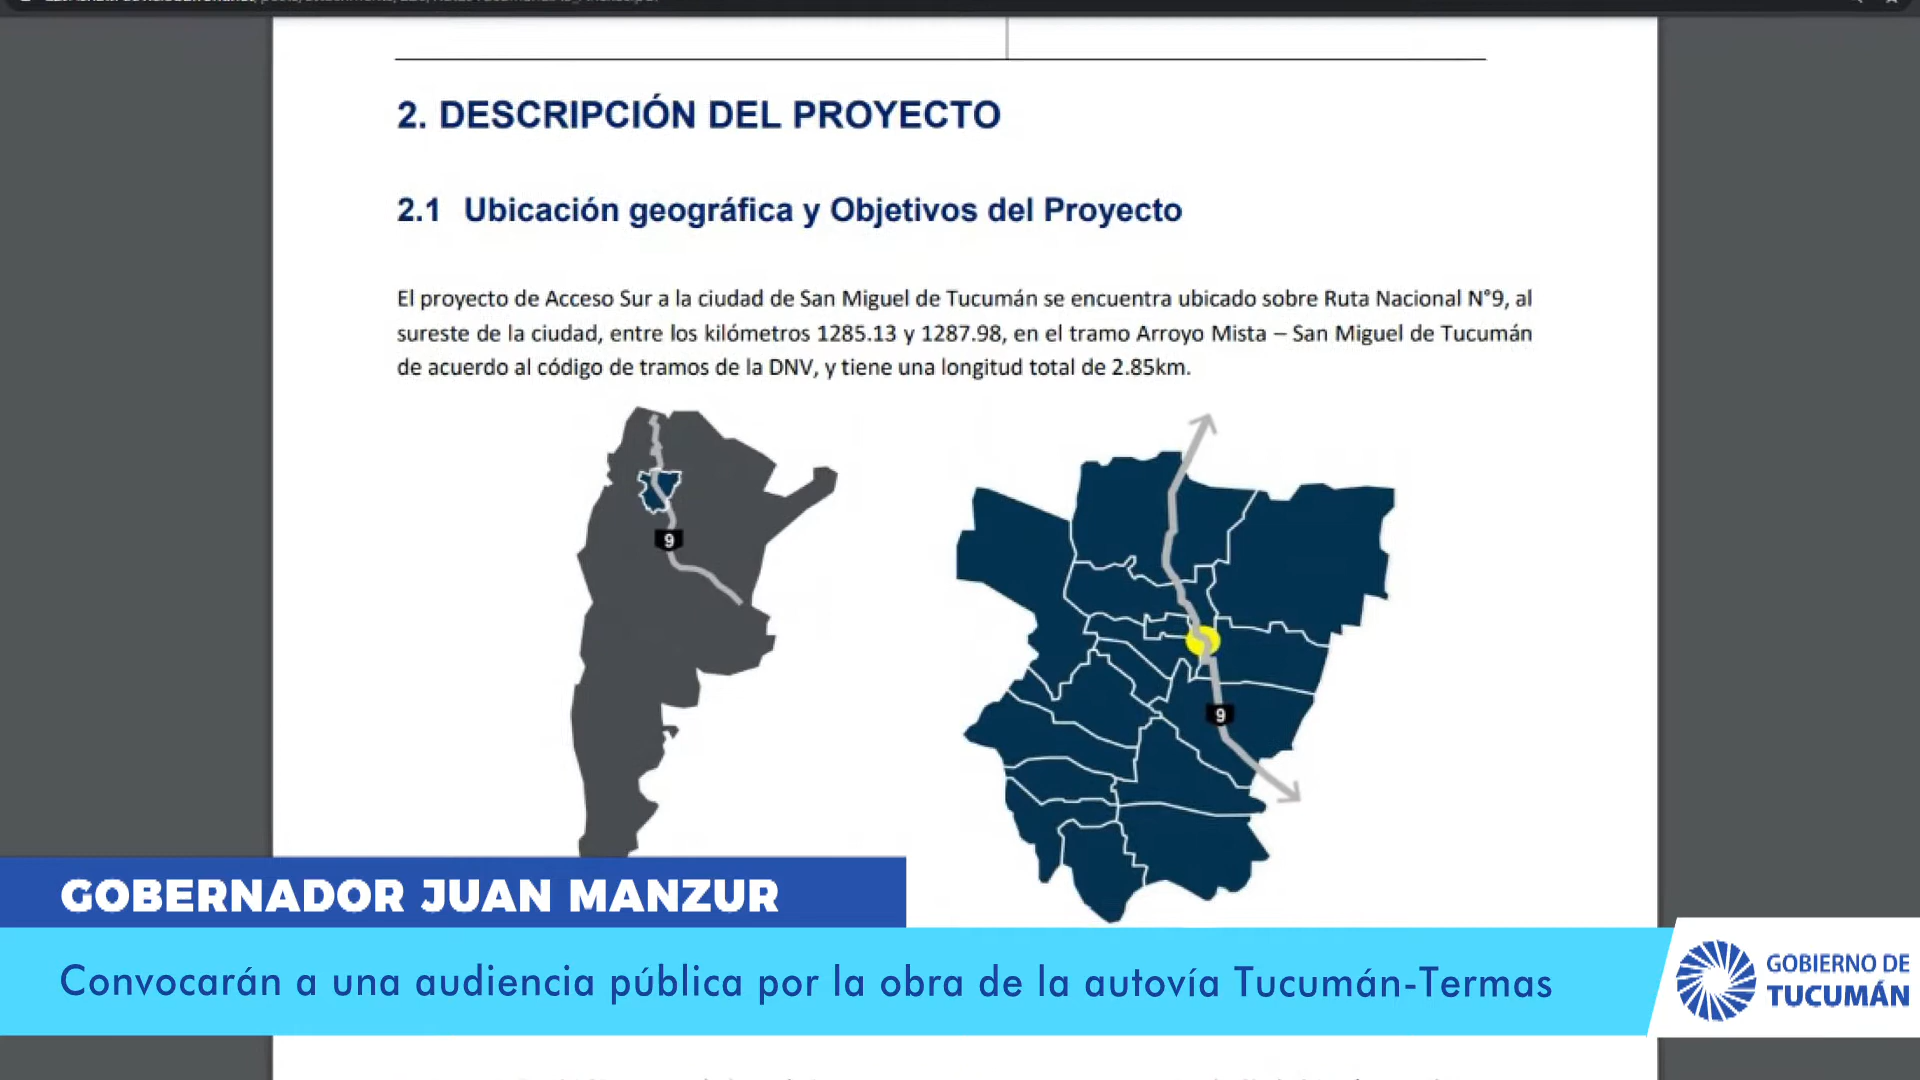 2. DESCRIPCIÓN DEL PROYECTO
2.1 Ubicación geográfica y Objetivos del Proyecto
El proyecto de Acceso Sur a la ciudad de San Miguel de Tucumán se encuentra ubicado sobre Ruta Nacional N°9, al
sureste de la ciudad, entre los kilómetros 1285.13 y 1287.98, en el tramo Arroyo Mista – San Miguel de Tucumán
de acuerdo al código de tramos de la DNV, y tiene una longitud total de 2.85km.
9
9
GOBERNADOR JUAN MANZUR
Convocarán a una audiencia pública por la obra de la autovía Tucumán-Termas
GOBIERNO DE
TUCUMÁN